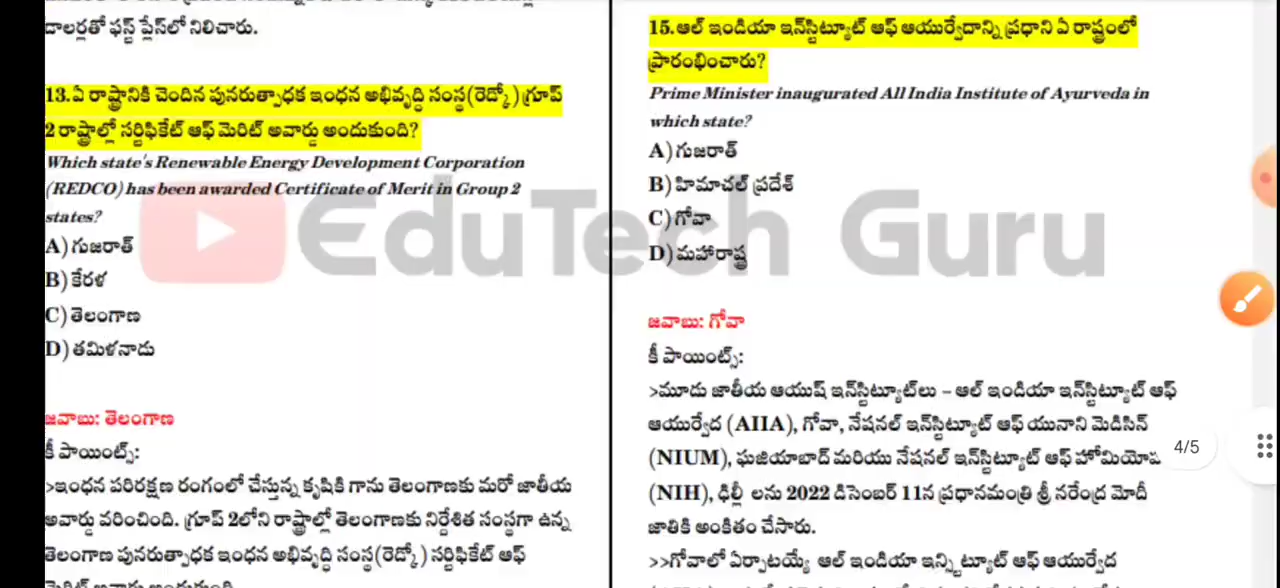 దాలర్లతో ఫస్ట్ ప్లేస్‌లో నిలిచారు.
13.ఏ రాష్ట్రానికి చెందిన పునరుత్పాధక ఇంధన అభివృద్ధి సంస్థ(రెడ్కో) గ్రూప్
2 రాష్ట్రాల్లో సర్టిఫికేట్ ఆఫ్ మెరిట్ అవార్డు అందుకుంది?
Which state's Renewable Energy Development Corporation
(REDCO) has been awarded Certificate of Merit in Group 2
states?
A) గుజరాత్
B) కేరళ
C) తెలంగాణ
D) తమిళనాడు
జవాబు: తెలంగాణ
కీ పాయింట్స్:
>ఇంధన పరిరక్షణ రంగంలో చేస్తున్న కృషికి గాను తెలంగాణకు మరో జాతీయ
అవార్డు వరించింది. గ్రూప్ 2లోని రాష్ట్రాల్లో తెలంగాణకు నిర్దేశిత సంస్థగా ఉన్న
తెలంగాణ పునరుత్పాధక ఇంధన అభివృద్ధి సంస్థ(రెడ్కో) సర్టిఫికేట్ ఆఫ్
15.ఆల్ ఇండియా ఇన్‌స్టిట్యూట్ ఆఫ్ ఆయుర్వేదాన్ని ప్రధాని ఏ రాష్ట్రంలో
ప్రారంభించారు?
Prime Minister inaugurated All India Institute of Ayurveda in
which state?
A) గుజరాత్
B) హిమాచల్ ప్రదేశ్
C) గోవా
D) మహారాష్ట్ర
జవాబు: గోవా
కీ పాయింట్స్:
>మూడు జాతీయ ఆయుష్ ఇన్‌స్టిట్యూట్‌లు – ఆల్ ఇండియా ఇన్‌స్టిట్యూట్ ఆఫ్
ఆయుర్వేద (AIIA), గోవా, నేషనల్ ఇన్‌స్టిట్యూట్ ఆఫ్ యునాని మెడిసిన్
(NIUM), ఘజియాబాద్ మరియు నేషనల్ ఇన్‌స్టిట్యూట్ ఆఫ్
(NIH), ఢిల్లీ లను 2022 డిసెంబర్ 11న ప్రధానమంత్రి శ్రీ నరేంద్ర మోదీ
జాతికి అంకితం చేసారు.
>>గోవాలో ఏర్పాటయ్యే ఆల్ ఇండియా ఇన్స్టిట్యూట్ ఆఫ్ ఆయుర్వేద
EduTech Guru
4/5